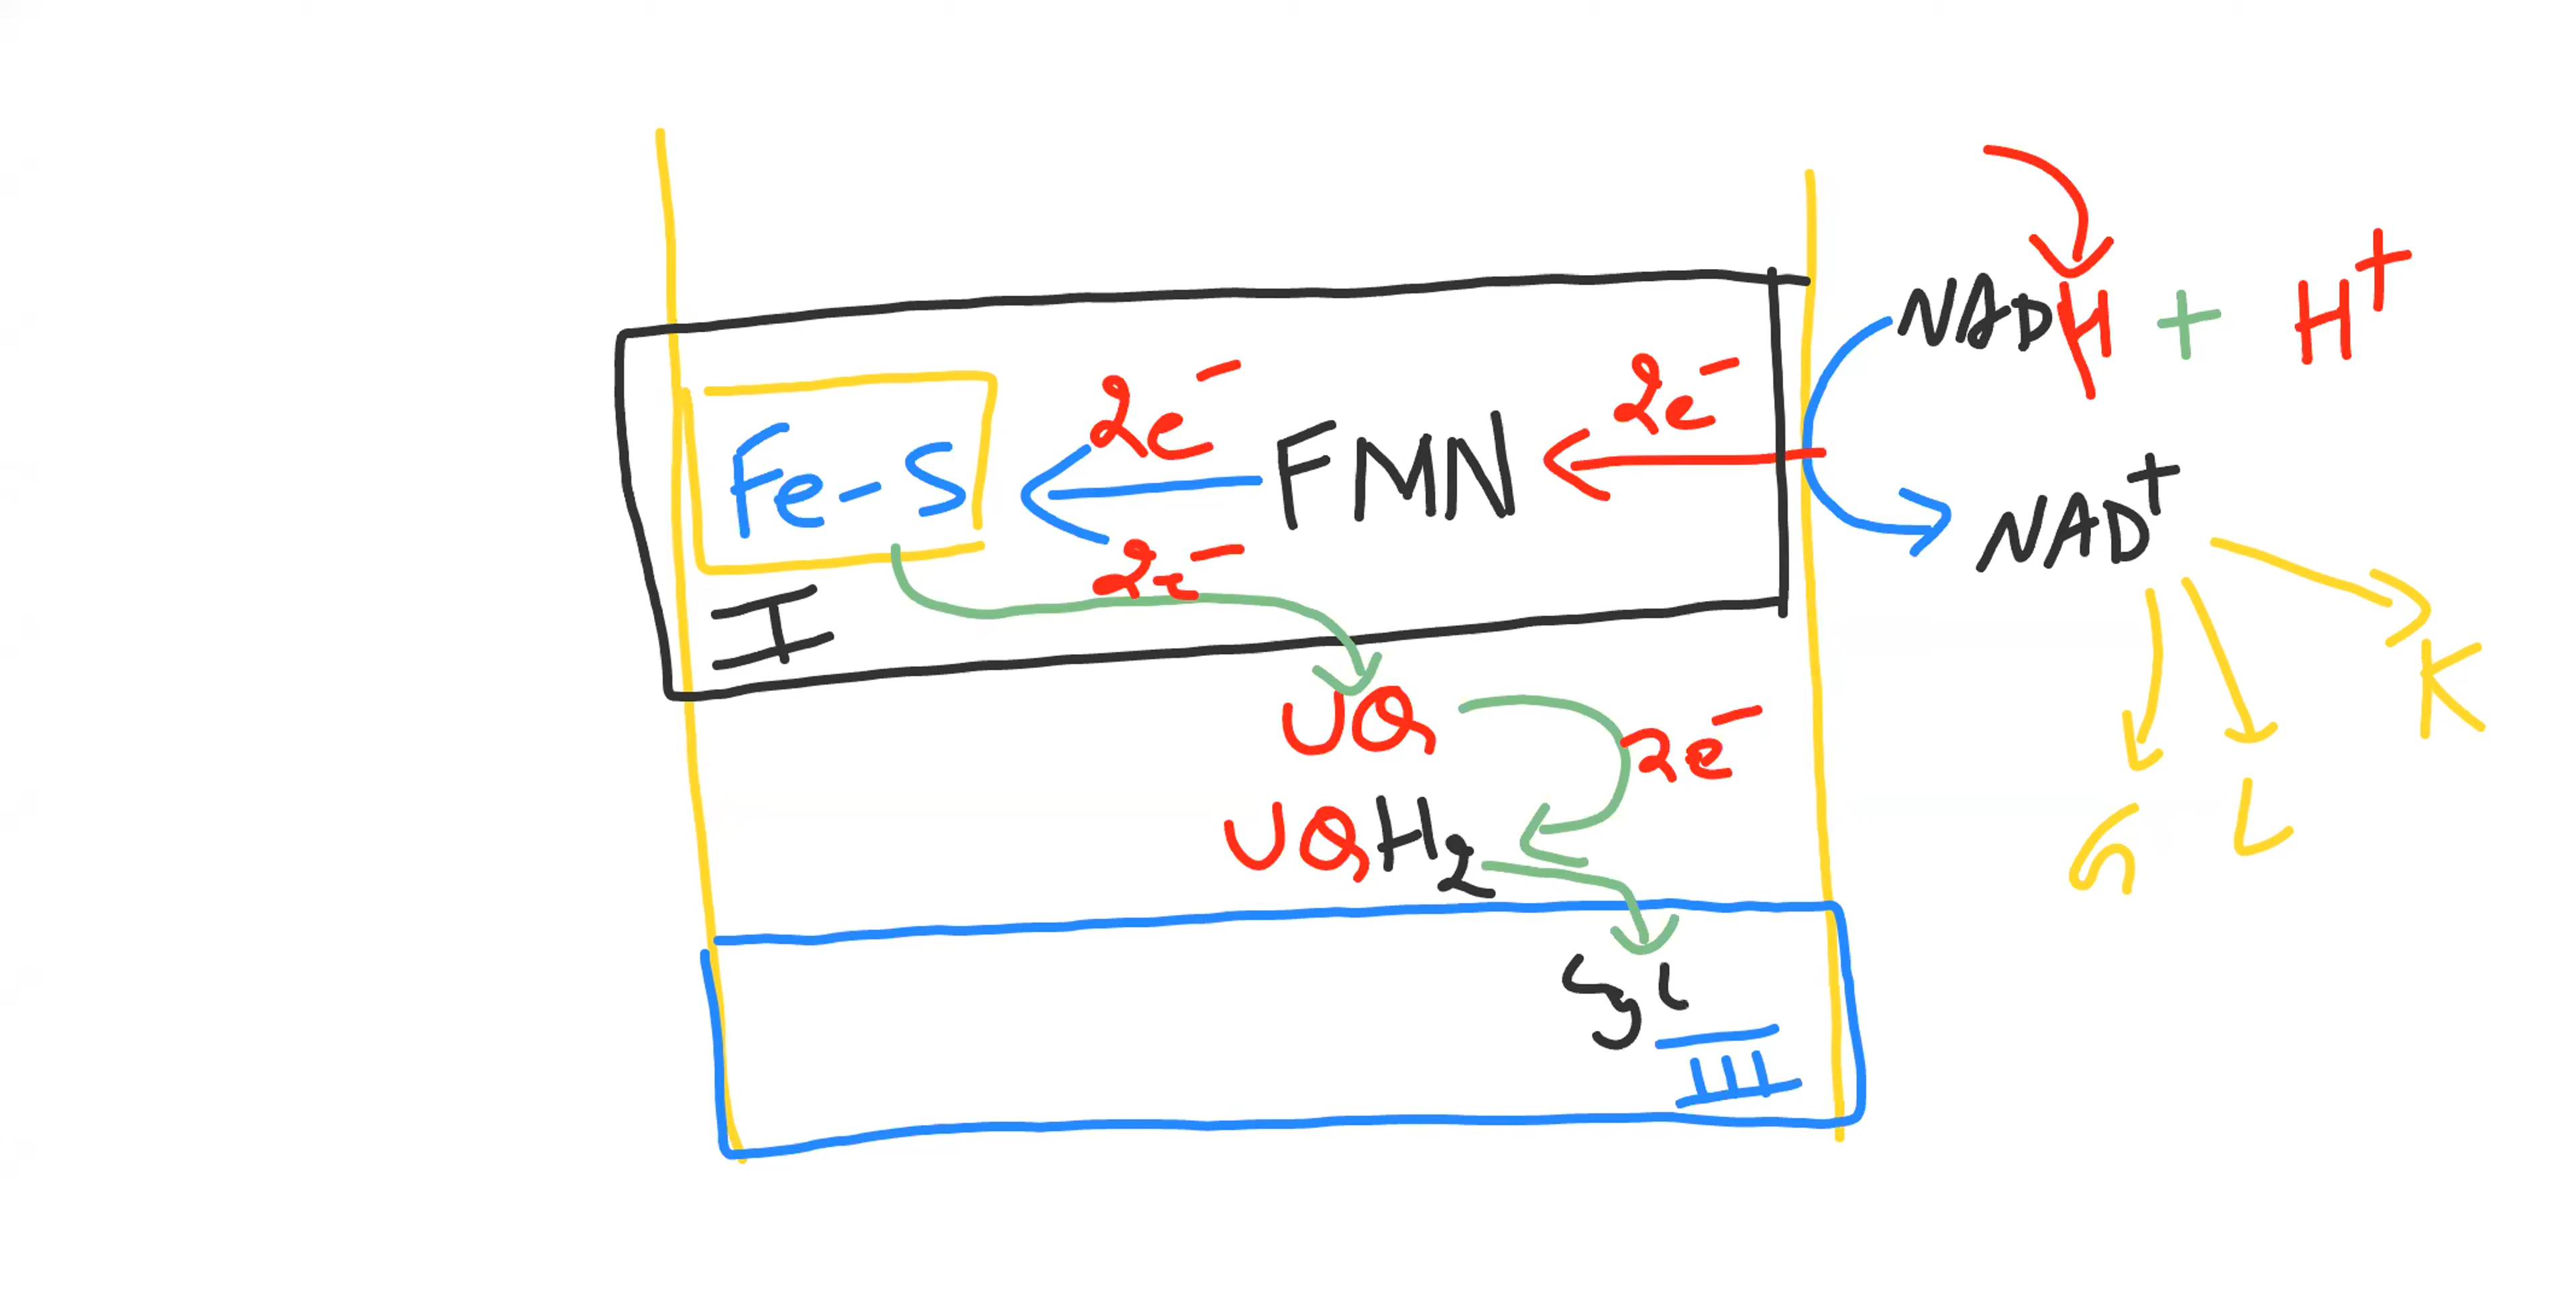 NADH + H⁺
2e⁻ 2e⁻
Fe-S FMN
NAD⁺
2e⁻
I
K
UQ
2e⁻
UQH₂
L
G
III